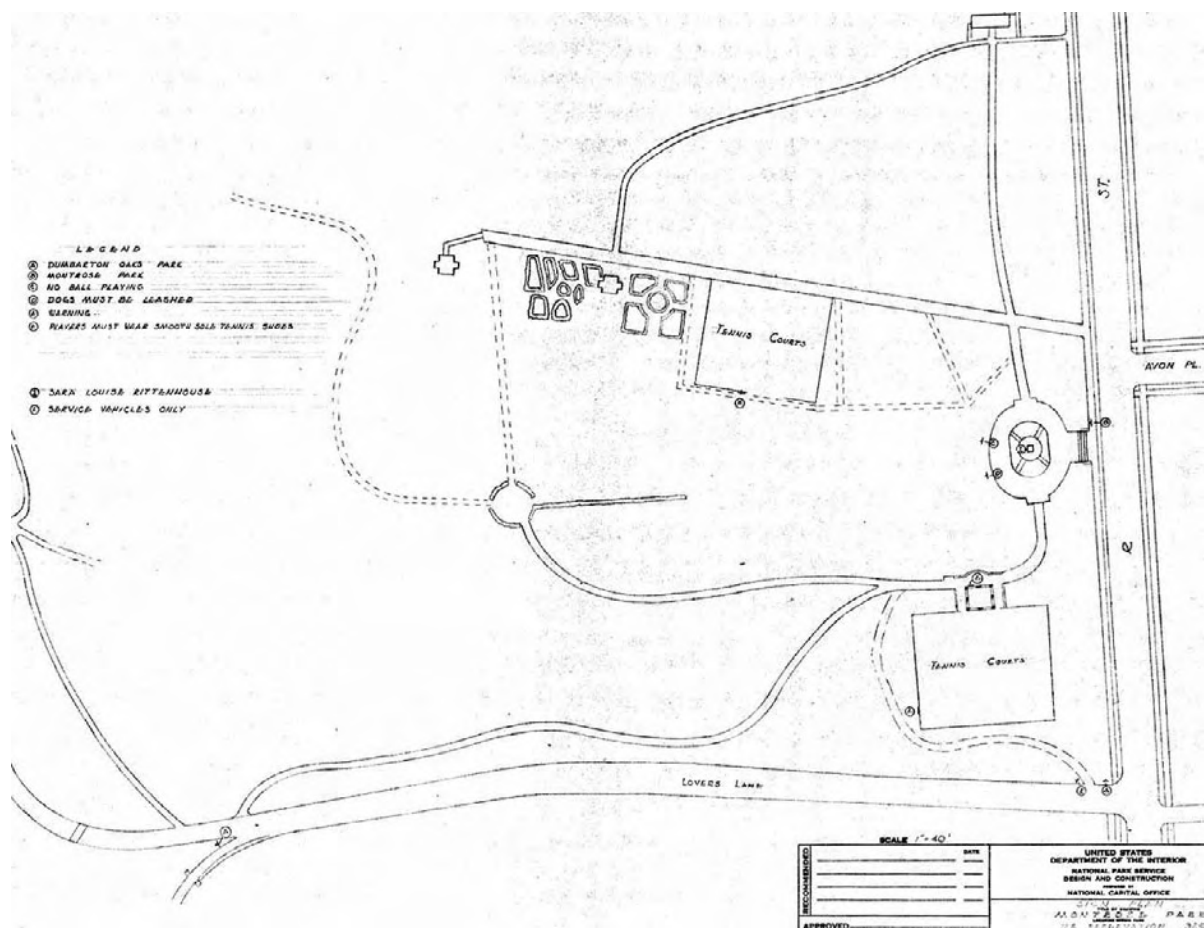 ST.
LEGEND
Ⓐ DUMBARTON OAKS PARK
Ⓑ MONTROSE PARK
Ⓒ NO BALL PLAYING
Ⓓ DOGS MUST BE LEASHED
WARNING
PLAYERS MUST WEAR SMOOTH SOLE TENNIS SHOES
SARA LOUISE RITTENHOUSE
SERVICE VEHICLES ONLY
TENNIS COURTS
AVON PL.
R
TENNIS COURTS
LOVERS LANE
SCALE 1"=40'
RECOMMENDED
DATE
APPROVED
UNITED STATES
DEPARTMENT OF THE INTERIOR
NATIONAL PARK SERVICE
DESIGN AND CONSTRUCTION
PREPARED BY
NATIONAL CAPITAL OFFICE
SIGN PLAN
MONTROSE PARK